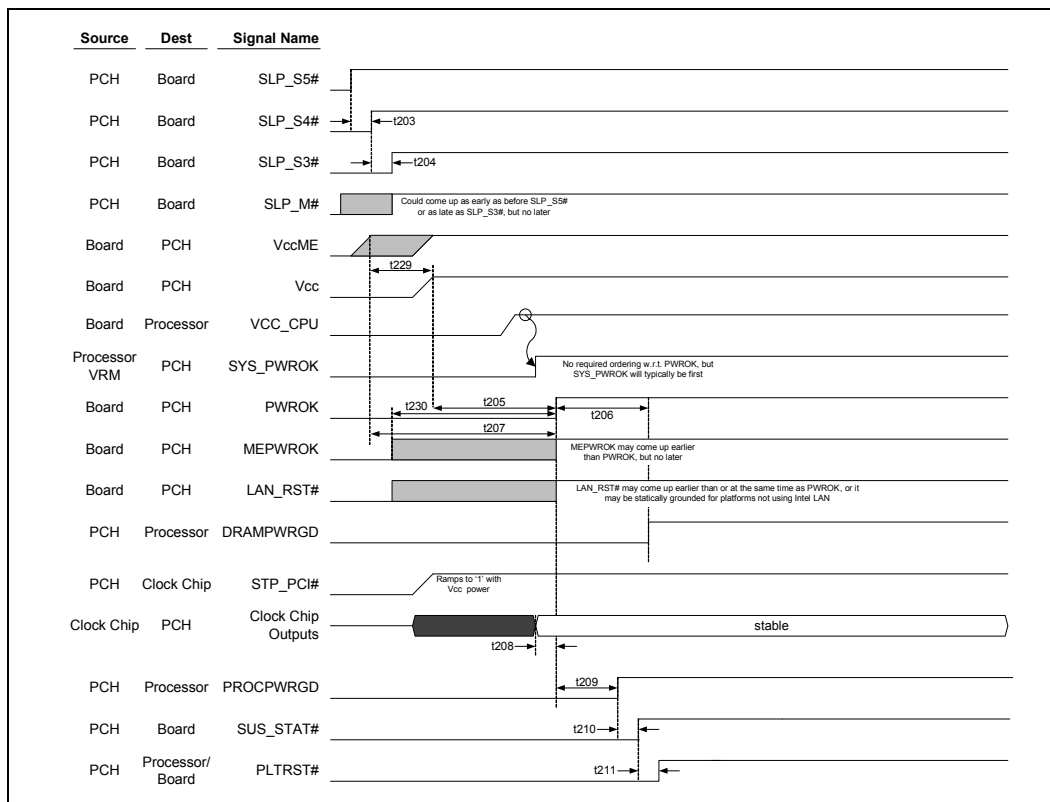 Source Dest Signal Name
PCH Board SLP_S5#
PCH Board SLP_S4#
t203
PCH Board SLP_S3#
t204
PCH Board SLP_M#
Could come up as early as before SLP_S5#
or as late as SLP_S3#, but no later
Board PCH VccME
t229
Board PCH Vcc
Board Processor VCC_CPU
Processor
VRM
PCH SYS_PWROK
No required ordering w.r.t. PWROK, but
SYS_PWROK will typically be first
Board PCH PWROK
t205
t230
t206
t207
Board PCH MEPWROK
MEPWROK may come up earlier
than PWROK, but no later
Board PCH LAN_RST#
LAN_RST# may come up earlier than or at the same time as PWROK, or it
may be statically grounded for platforms not using Intel LAN
PCH Processor DRAMPWRGD
PCH Clock Chip STP_PCI#
Ramps to '1' with
Vcc power
Clock Chip PCH Clock Chip
Outputs
stable
t208
t209
PCH Processor PROCPWRGD
PCH Board SUS_STAT#
t210
PCH Processor/
Board
PLTRST#
t211